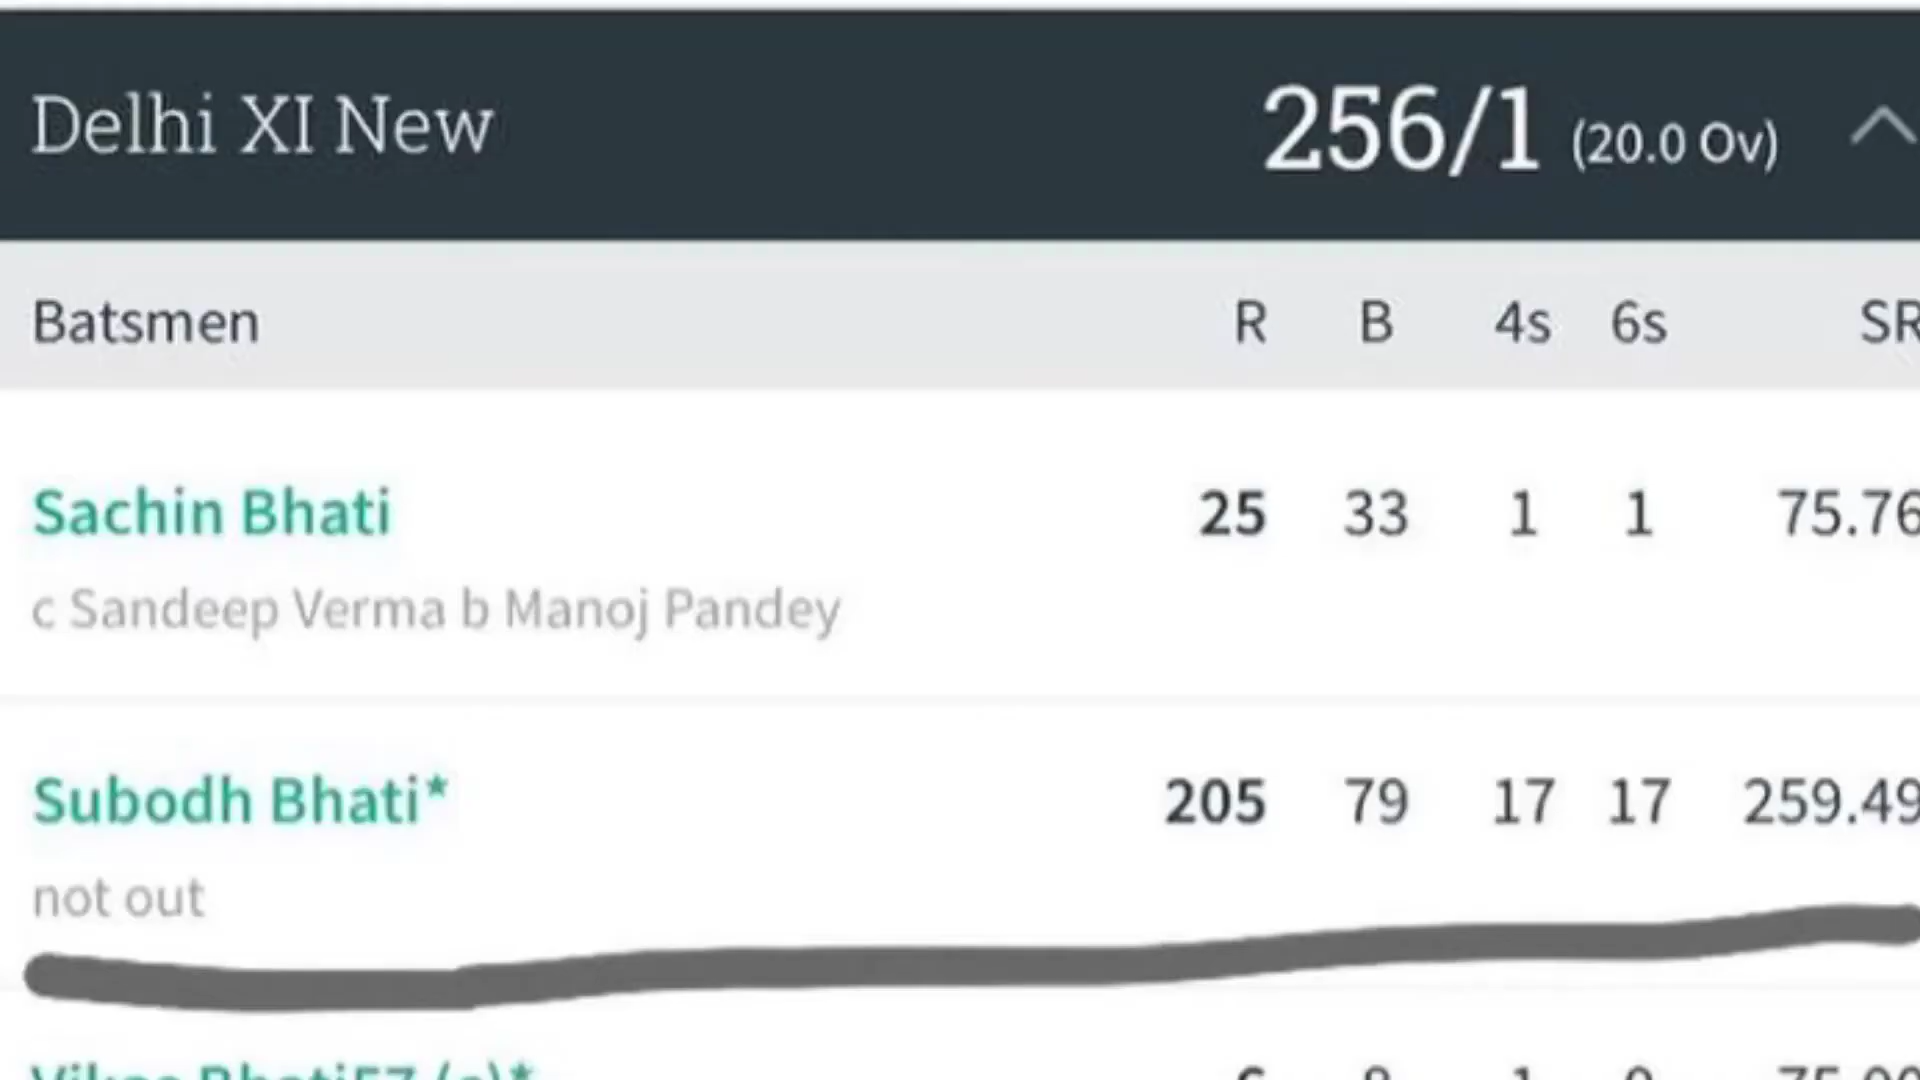 Delhi XI New 256/1 (20.0 Ov)
Batsmen R B 4s 6s SR
Sachin Bhati 25 33 1 1 75.76
c Sandeep Verma b Manoj Pandey
Subodh Bhati* 205 79 17 17 259.49
not out